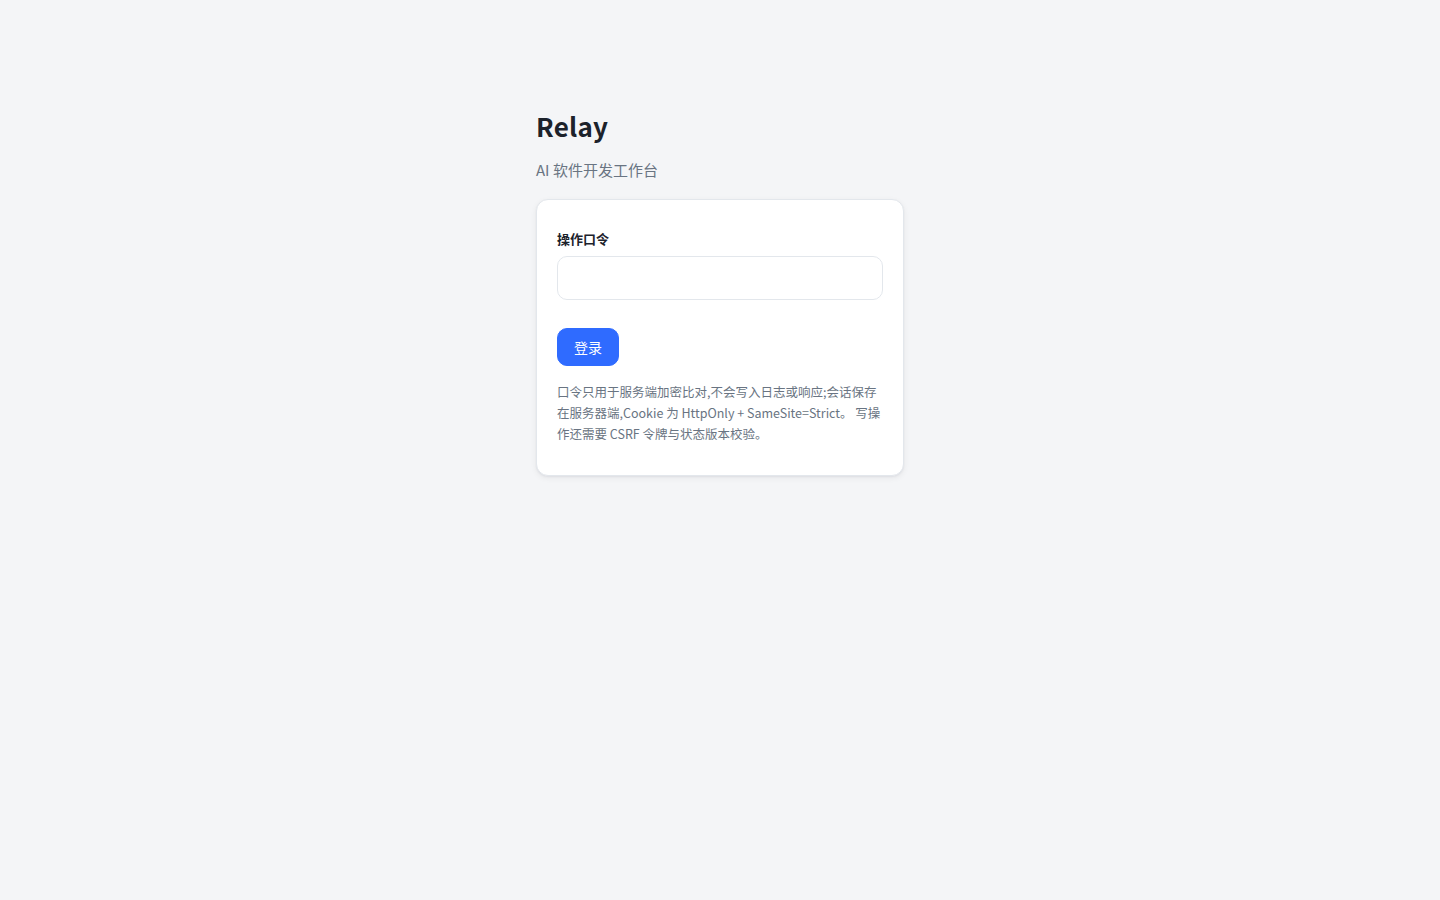 Relay
AI 软件开发工作台
操作口令
登录
口令只用于服务端加密比对,不会写入日志或响应;会话保存
在服务器端,Cookie 为 HttpOnly + SameSite=Strict。 写操
作还需要 CSRF 令牌与状态版本校验。